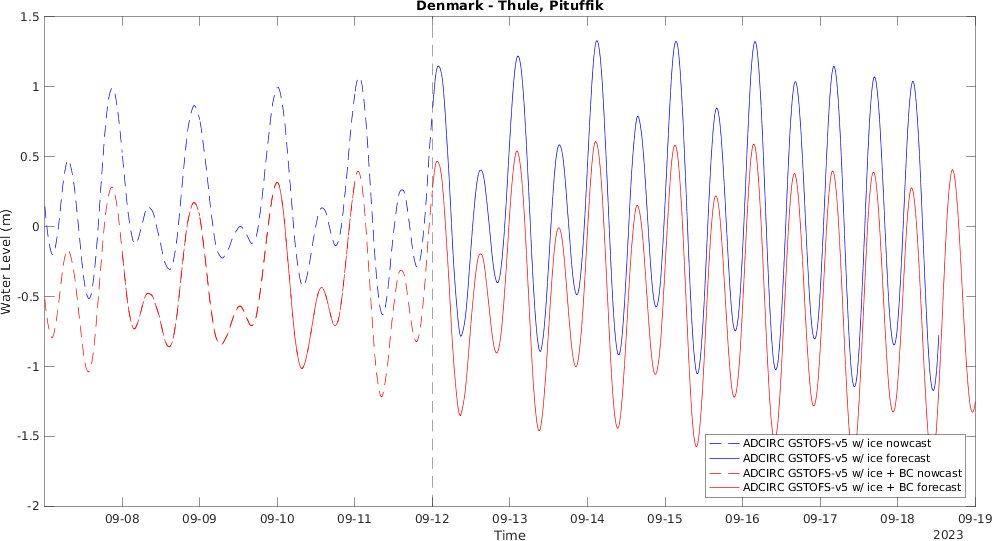 Denmark - Thule, Pituffik
1.5
1
0.5
0
-0.5
-1
-1.5
-2
Water Level (m)
ADCIRC GSTOFS-v5 w/ ice nowcast
ADCIRC GSTOFS-v5 w/ ice forecast
ADCIRC GSTOFS-v5 w/ ice + BC nowcast
ADCIRC GSTOFS-v5 w/ ice + BC forecast
09-08 09-09 09-10 09-11 09-12 09-13 09-14 09-15 09-16 09-17 09-18 09-19
Time
2023